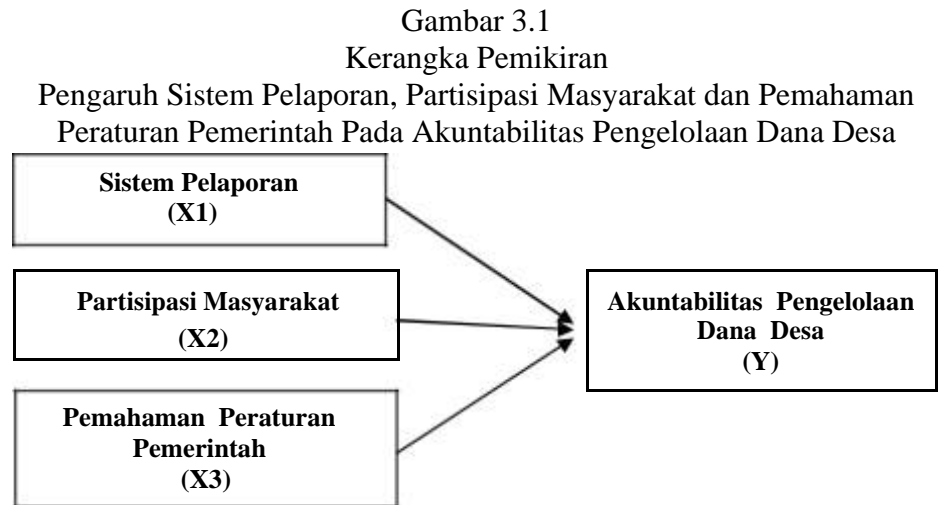 Gambar 3.1
Kerangka Pemikiran
Pengaruh Sistem Pelaporan, Partisipasi Masyarakat dan Pemahaman
Peraturan Pemerintah Pada Akuntabilitas Pengelolaan Dana Desa
Sistem Pelaporan
(X1)
Partisipasi Masyarakat
(X2)
Pemahaman Peraturan
Pemerintah
(X3)
Akuntabilitas Pengelolaan
Dana Desa
(Y)